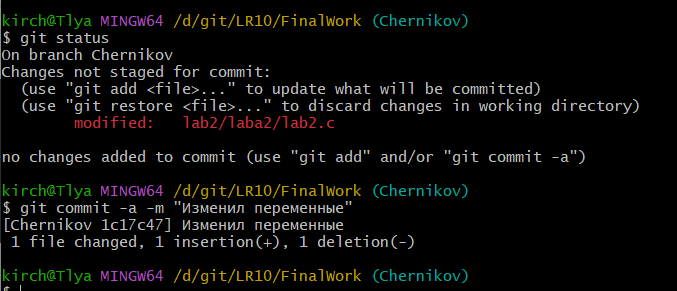 kirch@Tlya MINGW64 /d/git/LR10/FinalWork (Chernikov)
$ git status
On branch Chernikov
Changes not staged for commit:
  (use "git add <file>..." to update what will be committed)
  (use "git restore <file>..." to discard changes in working directory)
        modified:   lab2/laba2/lab2.c
no changes added to commit (use "git add" and/or "git commit -a")
kirch@Tlya MINGW64 /d/git/LR10/FinalWork (Chernikov)
$ git commit -a -m "Изменил переменные"
[Chernikov 1c17c47] Изменил переменные
 1 file changed, 1 insertion(+), 1 deletion(-)
kirch@Tlya MINGW64 /d/git/LR10/FinalWork (Chernikov)
$